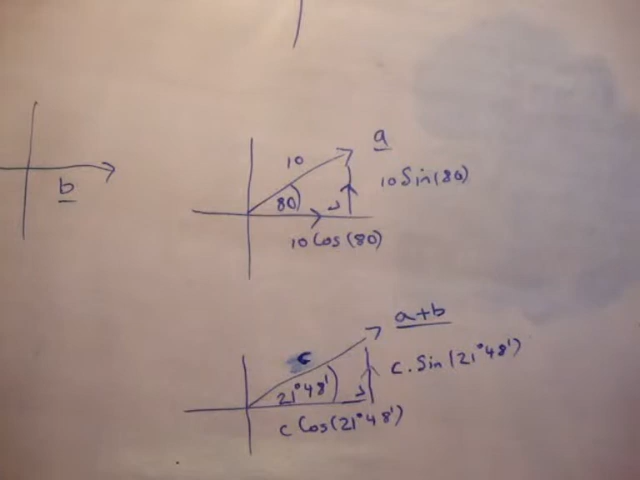 b
a
10
80
10 Sin(80)
10 Cos(80)
a+b
c
21°48'
c. Sin(21°48')
c Cos(21°48')